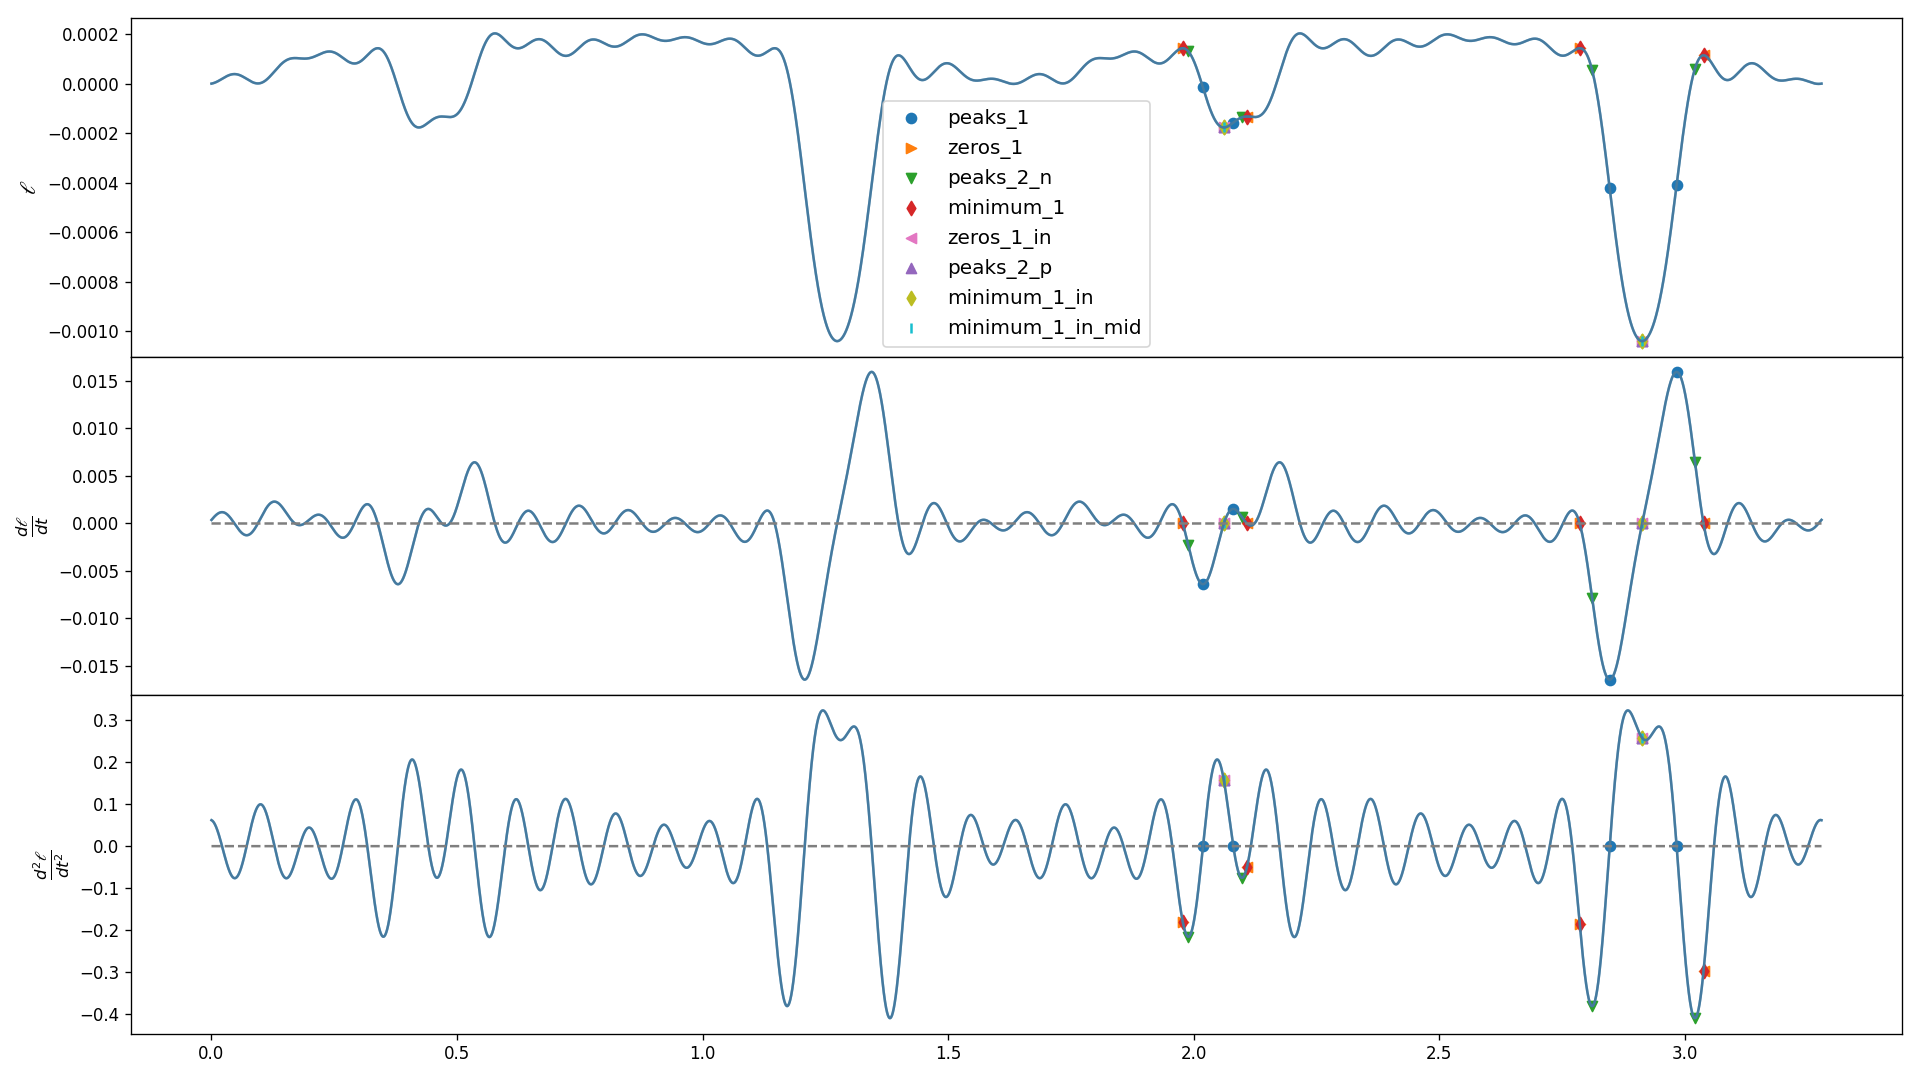 0.0002
0.0000
−0.0002
−0.0004
−0.0006
−0.0008
−0.0010
ℓ
peaks_1
zeros_1
peaks_2_n
minimum_1
zeros_1_in
peaks_2_p
minimum_1_in
minimum_1_in_mid
0.015
0.010
0.005
0.000
−0.005
−0.010
−0.015
dℓ
dt
0.3
0.2
0.1
0.0
−0.1
−0.2
−0.3
−0.4
d²ℓ
dt²
0.0 0.5 1.0 1.5 2.0 2.5 3.0